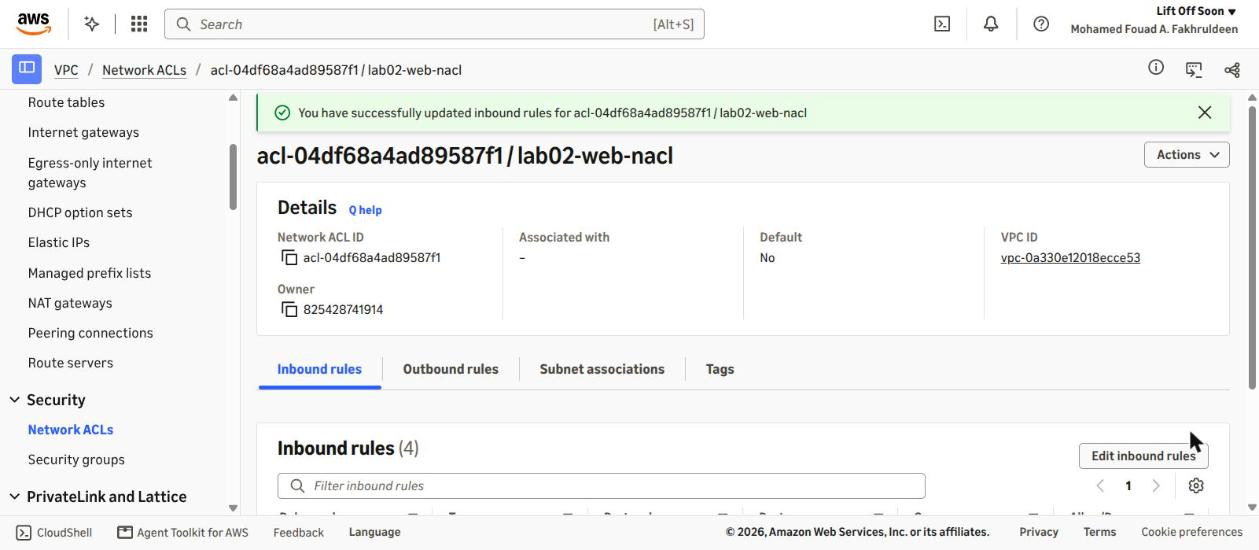 aws
Search [Alt+S]
Lift Off Soon ▼
Mohamed Fouad A. Fakhruldeen
VPC / Network ACLs / acl-04df68a4ad89587f1 / lab02-web-nacl
Route tables
Internet gateways
Egress-only internet
gateways
DHCP option sets
Elastic IPs
Managed prefix lists
NAT gateways
Peering connections
Route servers
Security
Network ACLs
Security groups
PrivateLink and Lattice
You have successfully updated inbound rules for acl-04df68a4ad89587f1 / lab02-web-nacl
acl-04df68a4ad89587f1 / lab02-web-nacl
Actions
Details Q help
Network ACL ID
acl-04df68a4ad89587f1
Associated with
–
Default
No
VPC ID
vpc-0a330e12018ecce53
Owner
825428741914
Inbound rules Outbound rules Subnet associations Tags
Inbound rules (4)
Edit inbound rules
Filter inbound rules
1
CloudShell Agent Toolkit for AWS Feedback Language © 2026, Amazon Web Services, Inc. or its affiliates. Privacy Terms Cookie preferences